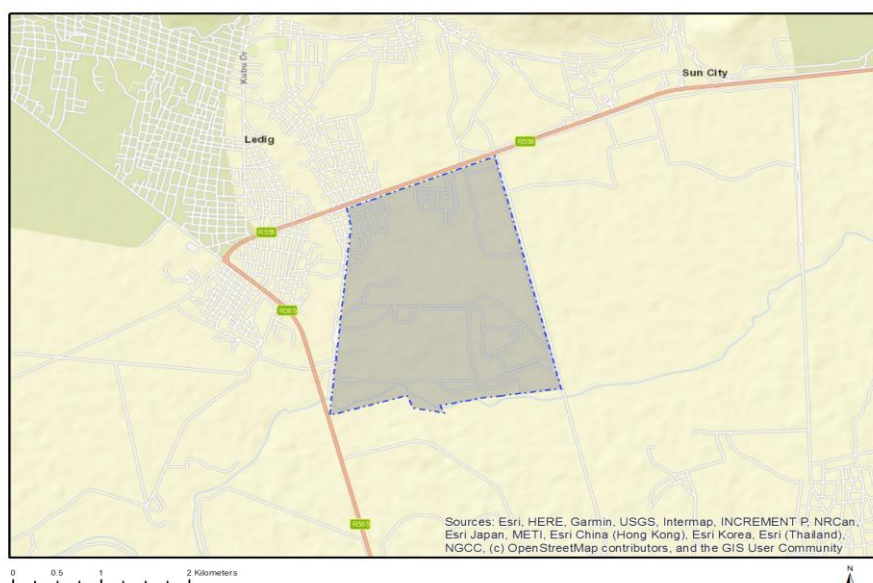 Kubu Dr
Sun City
Ledig
R556
R556
R565
R565
Sources: Esri, HERE, Garmin, USGS, Intermap, INCREMENT P, NRCan,
Esri Japan, METI, Esri China (Hong Kong), Esri Korea, Esri (Thailand),
NGCC, (c) OpenStreetMap contributors, and the GIS User Community
0 0.5 1 2 Kilometers
N